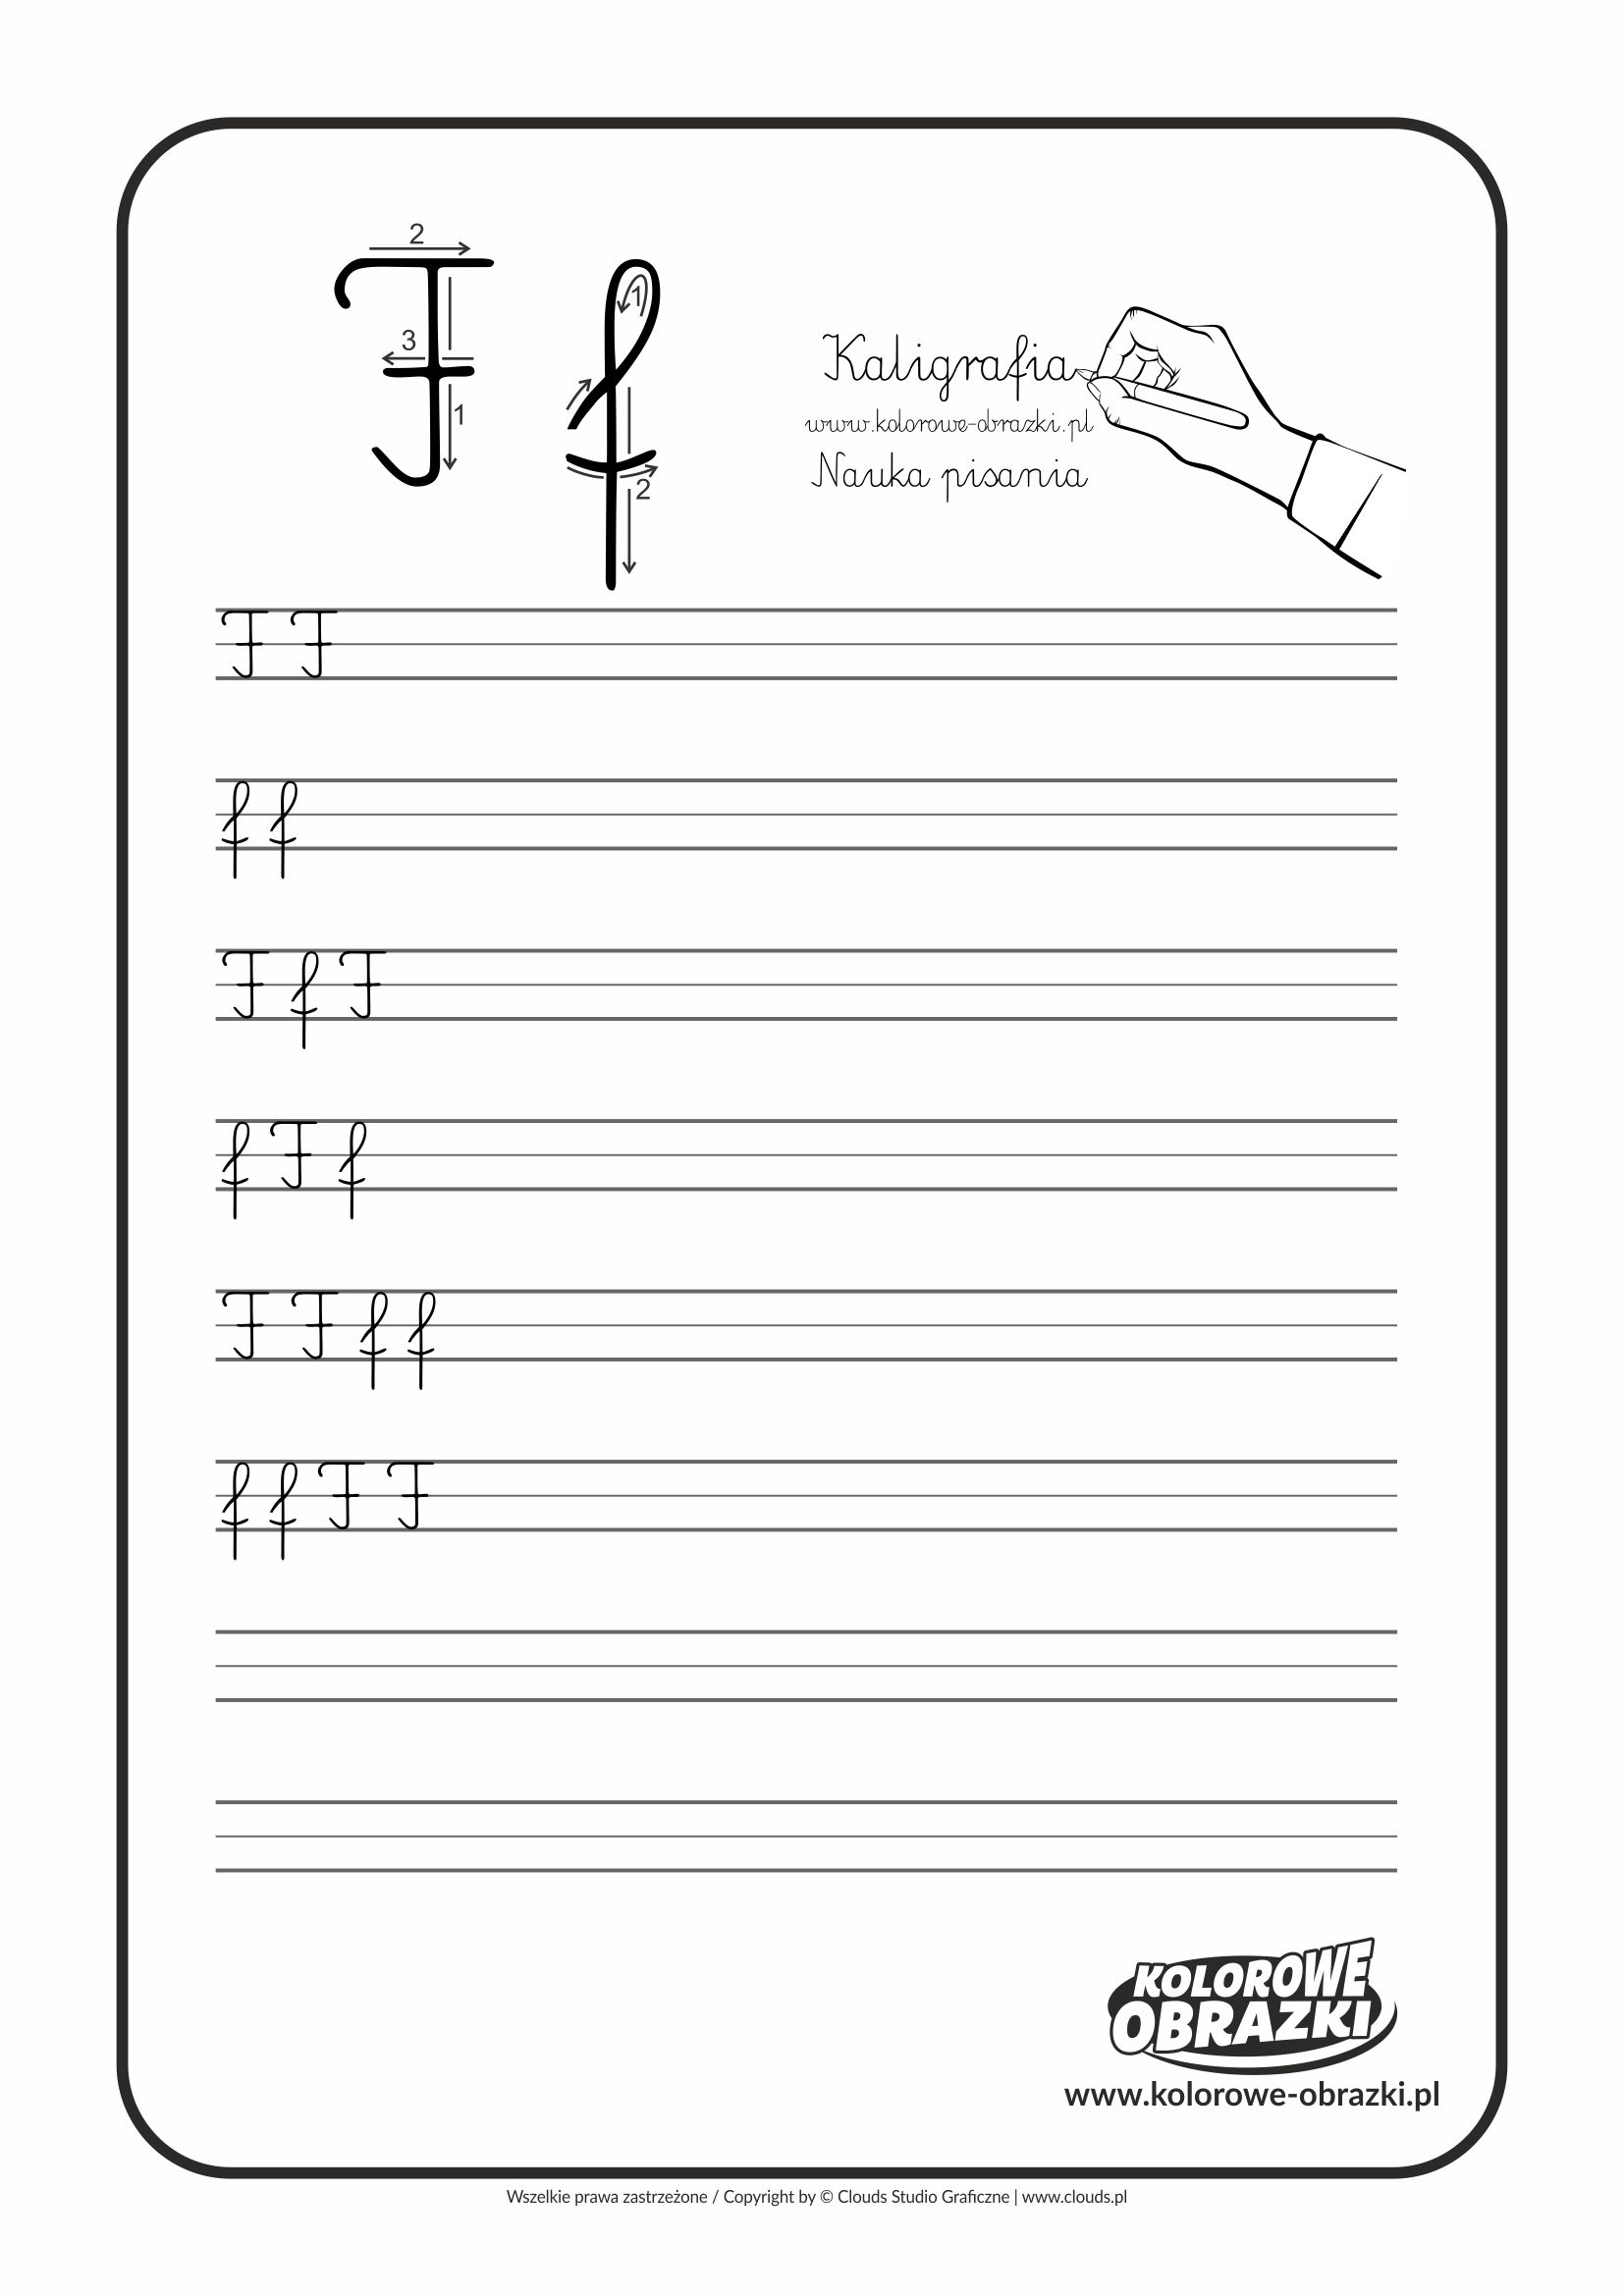 2
3
1
F f
1
2
Kaligrafia
www.kolorowe-obrazki.pl
Nauka pisania
F F
f f
F f F
f F f
F F f f
f f F F
KOLOROWE
OBRAZKI
www.kolorowe-obrazki.pl
Wszelkie prawa zastrzeżone / Copyright by © Clouds Studio Graficzne | www.clouds.pl